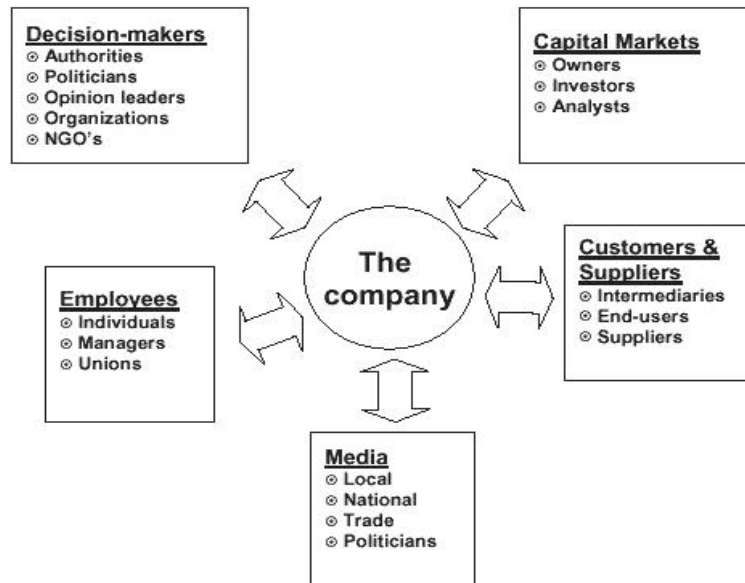 Decision-makers
⊙ Authorities
⊙ Politicians
⊙ Opinion leaders
⊙ Organizations
⊙ NGO's
Capital Markets
⊙ Owners
⊙ Investors
⊙ Analysts
The
company
Customers &
Suppliers
⊙ Intermediaries
⊙ End-users
⊙ Suppliers
Employees
⊙ Individuals
⊙ Managers
⊙ Unions
Media
⊙ Local
⊙ National
⊙ Trade
⊙ Politicians